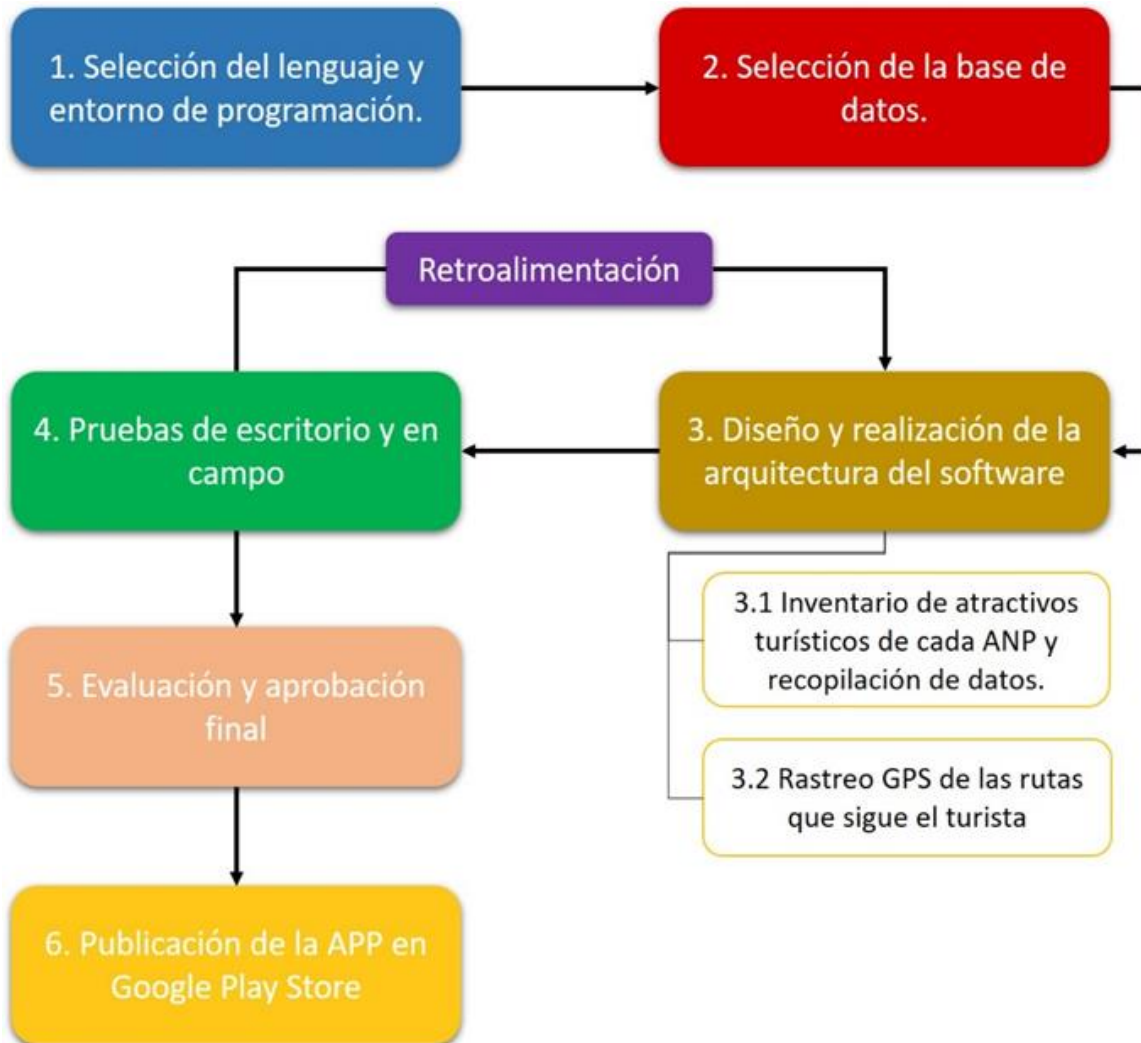 1. Selección del lenguaje y
entorno de programación.
2. Selección de la base de
datos.
Retroalimentación
4. Pruebas de escritorio y en
campo
3. Diseño y realización de la
arquitectura del software
3.1 Inventario de atractivos
turísticos de cada ANP y
recopilación de datos.
5. Evaluación y aprobación
final
3.2 Rastreo GPS de las rutas
que sigue el turista
6. Publicación de la APP en
Google Play Store